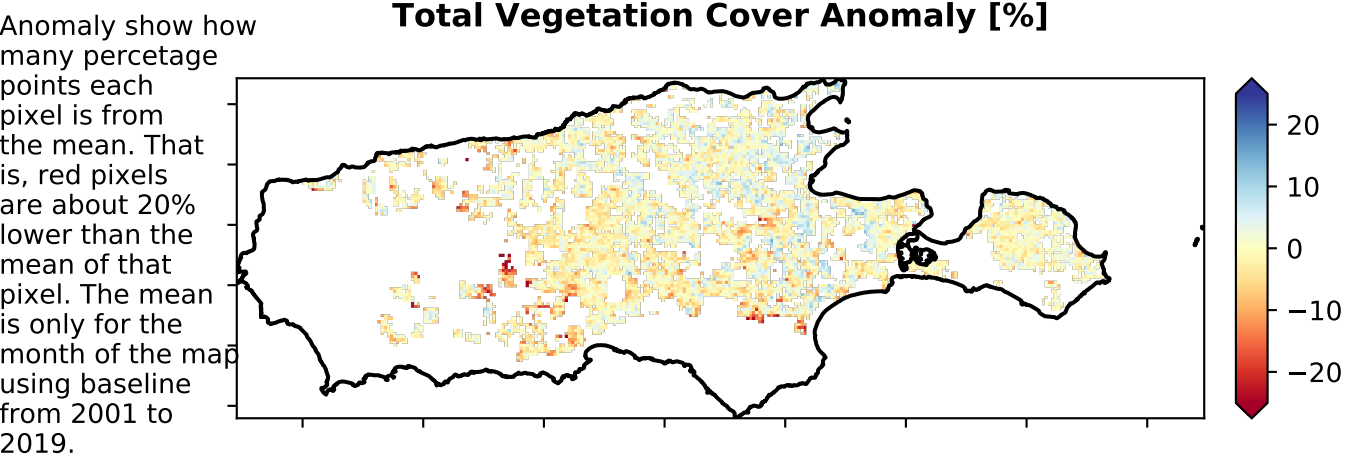 Total Vegetation Cover Anomaly [%]
Anomaly show how
many percetage
points each
pixel is from
the mean. That
is, red pixels
are about 20%
lower than the
mean of that
pixel. The mean
is only for the
month of the map
using baseline
from 2001 to
2019.
20
10
0
−10
−20